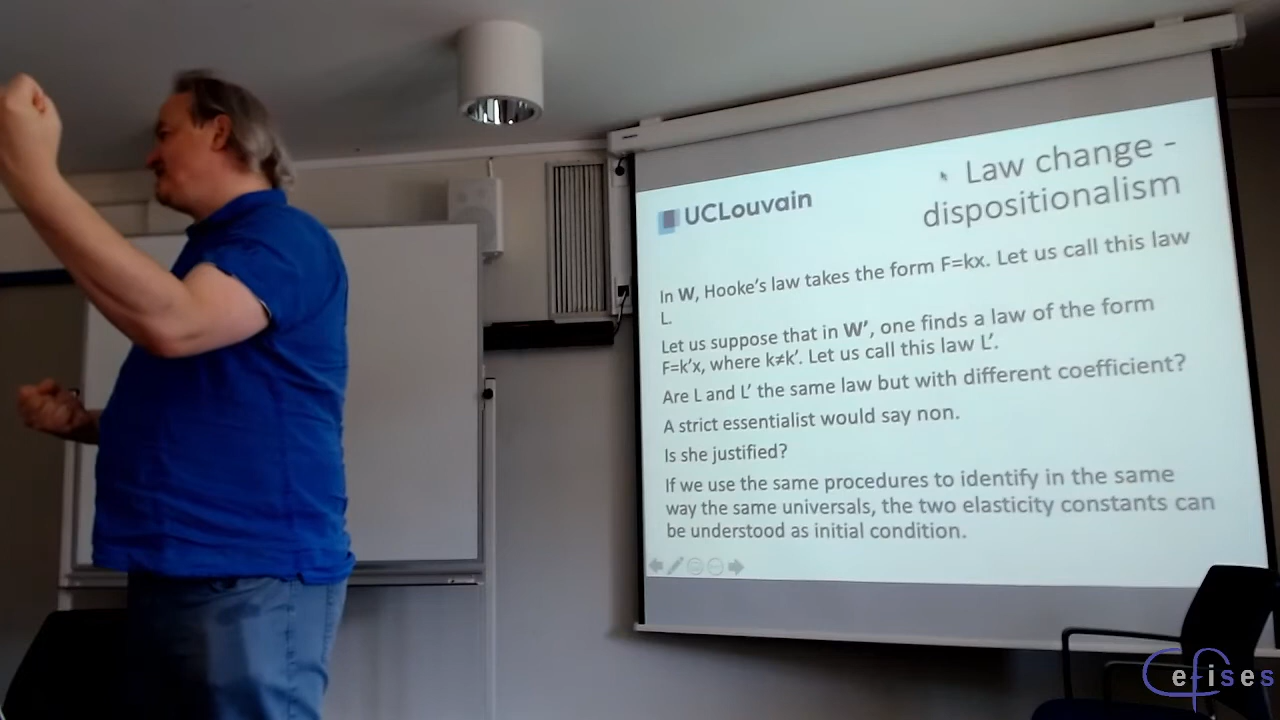 UCLouvain
Law change -
dispositionalism
In W, Hooke's law takes the form F=kx. Let us call this law
L.
Let us suppose that in W', one finds a law of the form
F=k'x, where k≠k'. Let us call this law L'.
Are L and L' the same law but with different coefficient?
A strict essentialist would say non.
Is she justified?
If we use the same procedures to identify in the same
way the same universals, the two elasticity constants can
be understood as initial condition.
Cefises